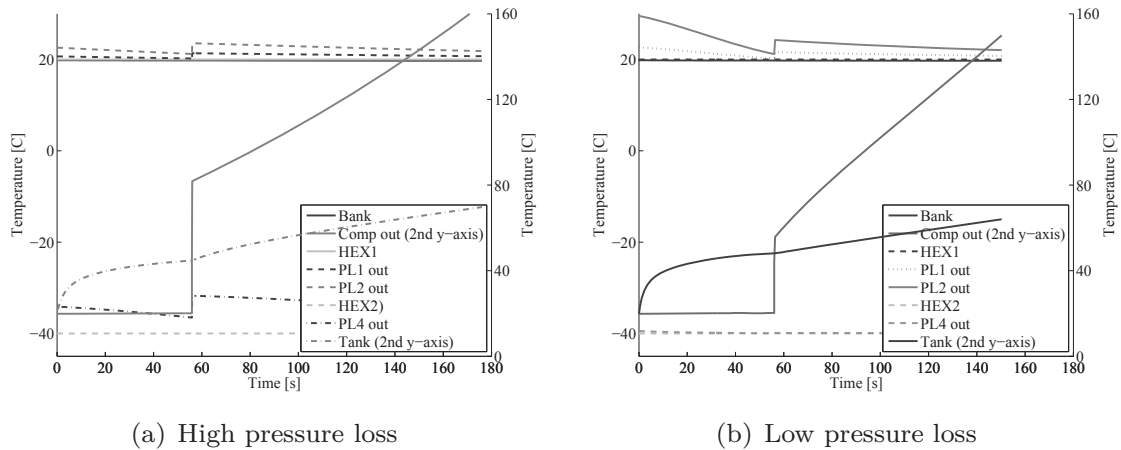 20
0
−20
−40
Temperature [C]
160
120
80
40
0
Temperature [C]
0 20 40 60 80 100 120 140 160 180
Time [s]
Bank
Comp out (2nd y−axis)
HEX1
PL1 out
PL2 out
HEX2)
PL4 out
Tank (2nd y−axis)
(a) High pressure loss
20
0
−20
−40
Temperature [C]
160
120
80
40
0
Temperature [C]
0 20 40 60 80 100 120 140 160 180
Time [s]
Bank
Comp out (2nd y−axis)
HEX1
PL1 out
PL2 out
HEX2
PL4 out
Tank (2nd y−axis)
(b) Low pressure loss